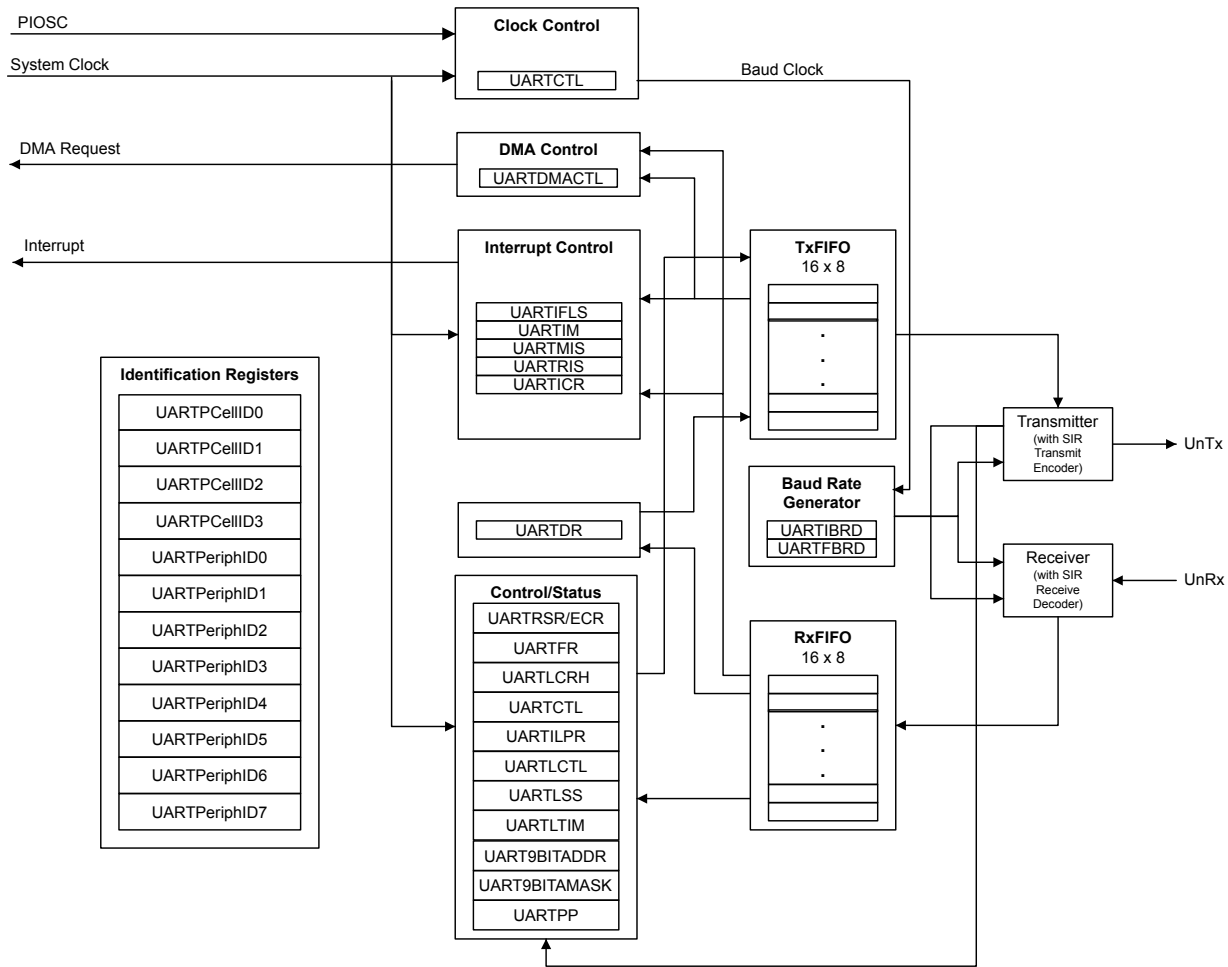 PIOSC
System Clock
Clock Control
UARTCTL
Baud Clock
DMA Request
DMA Control
UARTDMACTL
Interrupt
Interrupt Control
UARTIFLS
UARTIM
UARTMIS
UARTRIS
UARTICR
TxFIFO
16 x 8
.
.
.
Identification Registers
UARTPCellID0
UARTPCellID1
UARTPCellID2
UARTPCellID3
UARTPeriphID0
UARTPeriphID1
UARTPeriphID2
UARTPeriphID3
UARTPeriphID4
UARTPeriphID5
UARTPeriphID6
UARTPeriphID7
UARTDR
Baud Rate
Generator
UARTIBRD
UARTFBRD
Transmitter
(with SIR
Transmit
Encoder)
UnTx
Receiver
(with SIR
Receive
Decoder)
UnRx
Control/Status
UARTRSR/ECR
UARTFR
UARTLCRH
UARTCTL
UARTILPR
UARTLCTL
UARTLSS
UARTLTIM
UART9BITADDR
UART9BITAMASK
UARTPP
RxFIFO
16 x 8
.
.
.